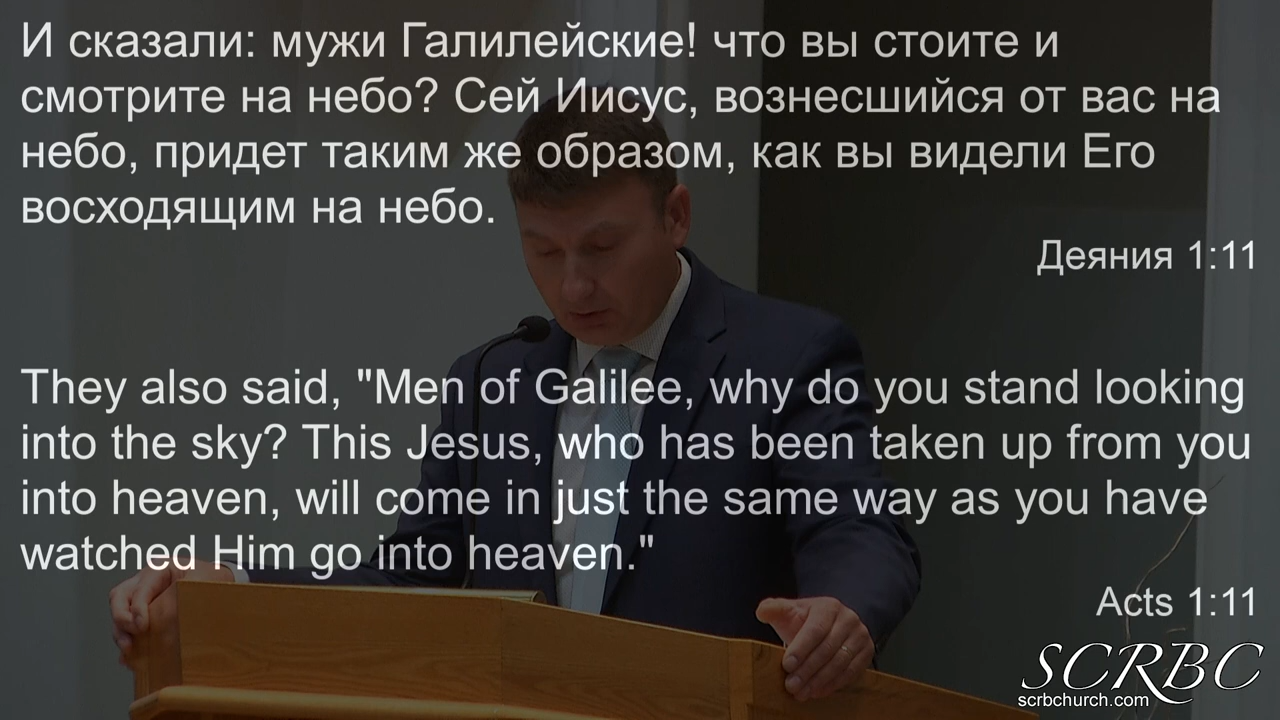 И сказали: мужи Галилейские! что вы стоите и
смотрите на небо? Сей Иисус, вознесшийся от вас на
небо, придет таким же образом, как вы видели Его
восходящим на небо.
Деяния 1:11
They also said, "Men of Galilee, why do you stand looking
into the sky? This Jesus, who has been taken up from you
into heaven, will come in just the same way as you have
watched Him go into heaven."
Acts 1:11
SCRBC
scrbchurch.com